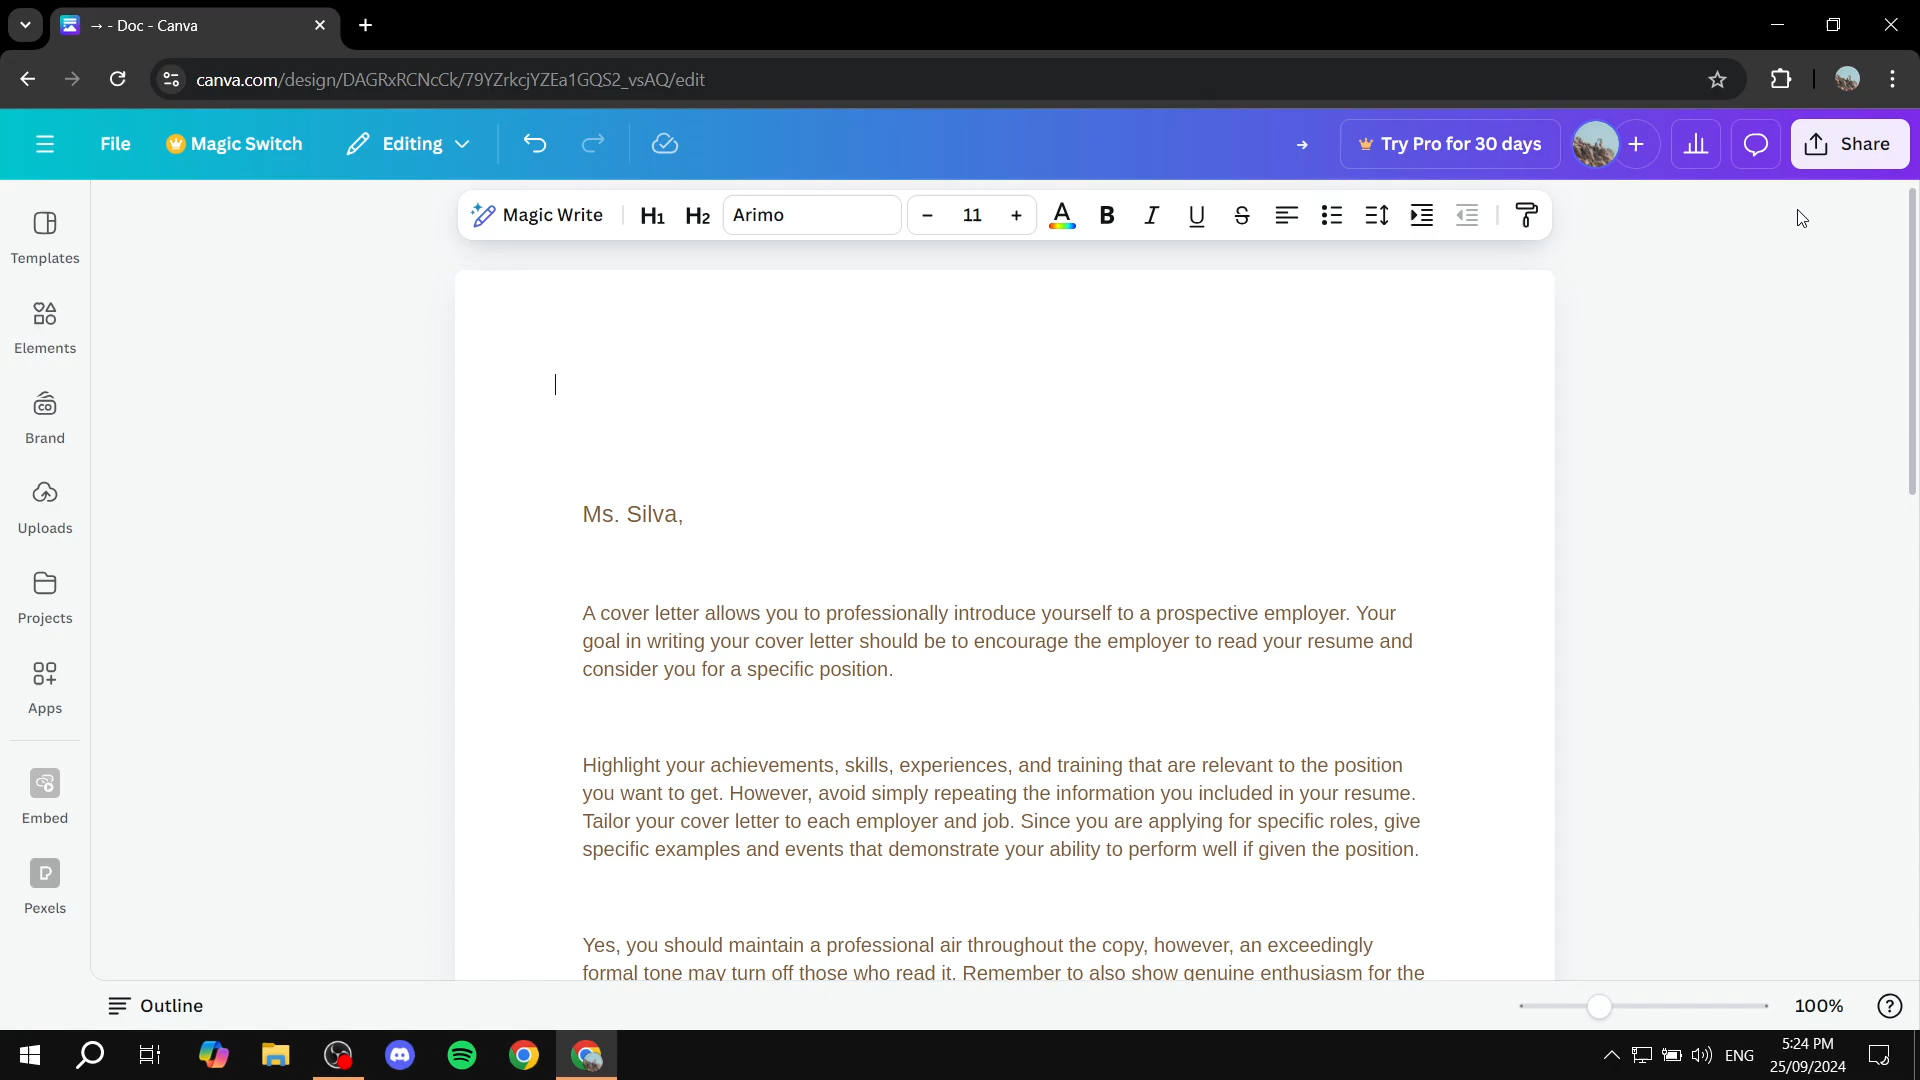 → - Doc - Canva
canva.com/design/DAGRxRCNcCk/79YZrkcjYZEa1GQS2_vsAQ/edit
File
Magic Switch
Editing
→
Try Pro for 30 days
Share
Magic Write
H1
H2
Arimo
− 11 +
A
B
I
U
S
Templates
Elements
Brand
Uploads
Projects
Apps
Embed
Pexels
Ms. Silva,
A cover letter allows you to professionally introduce yourself to a prospective employer. Your
goal in writing your cover letter should be to encourage the employer to read your resume and
consider you for a specific position.
Highlight your achievements, skills, experiences, and training that are relevant to the position
you want to get. However, avoid simply repeating the information you included in your resume.
Tailor your cover letter to each employer and job. Since you are applying for specific roles, give
specific examples and events that demonstrate your ability to perform well if given the position.
Yes, you should maintain a professional air throughout the copy, however, an exceedingly
formal tone may turn off those who read it. Remember to also show genuine enthusiasm for the
Outline
100%
?
ENG
5:24 PM
25/09/2024